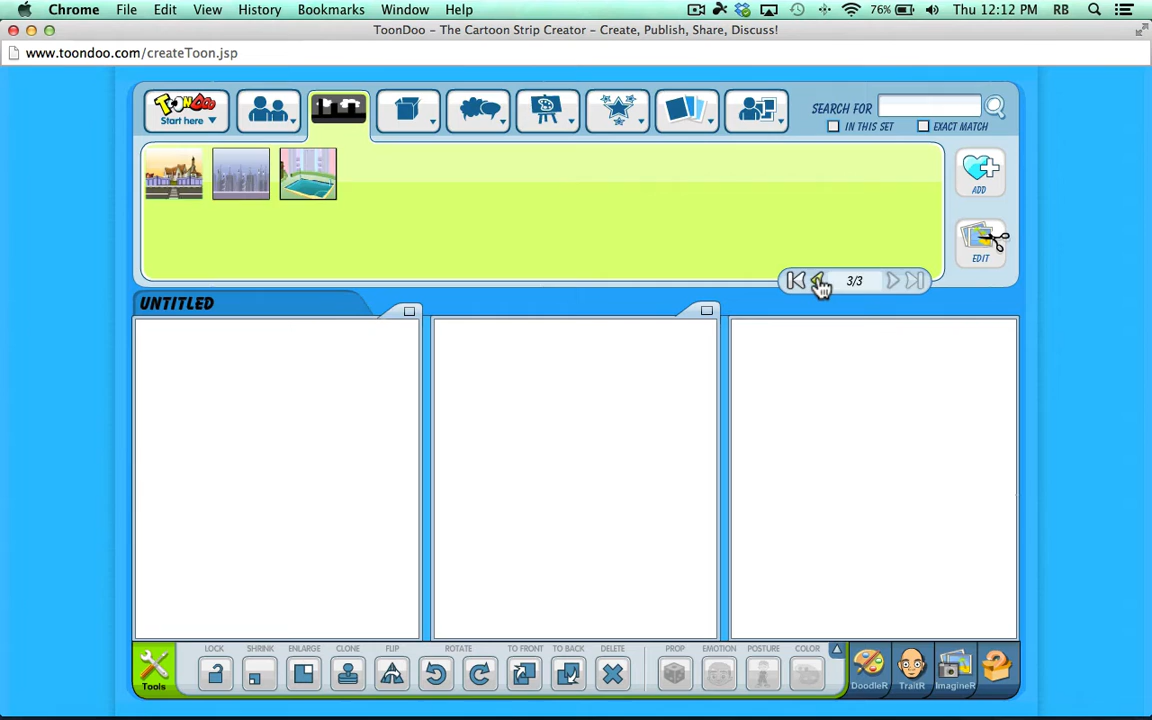 Chrome File Edit View History Bookmarks Window Help 76% Thu 12:12 PM RB
ToonDoo – The Cartoon Strip Creator – Create, Publish, Share, Discuss!
www.toondoo.com/createToon.jsp
TOONDOO
Start here
SEARCH FOR
IN THIS SET EXACT MATCH
ADD
EDIT
3/3
UNTITLED
LOCK SHRINK ENLARGE CLONE FLIP ROTATE TO FRONT TO BACK DELETE PROP EMOTION POSTURE COLOR
Tools DoodleR TraitR ImagineR